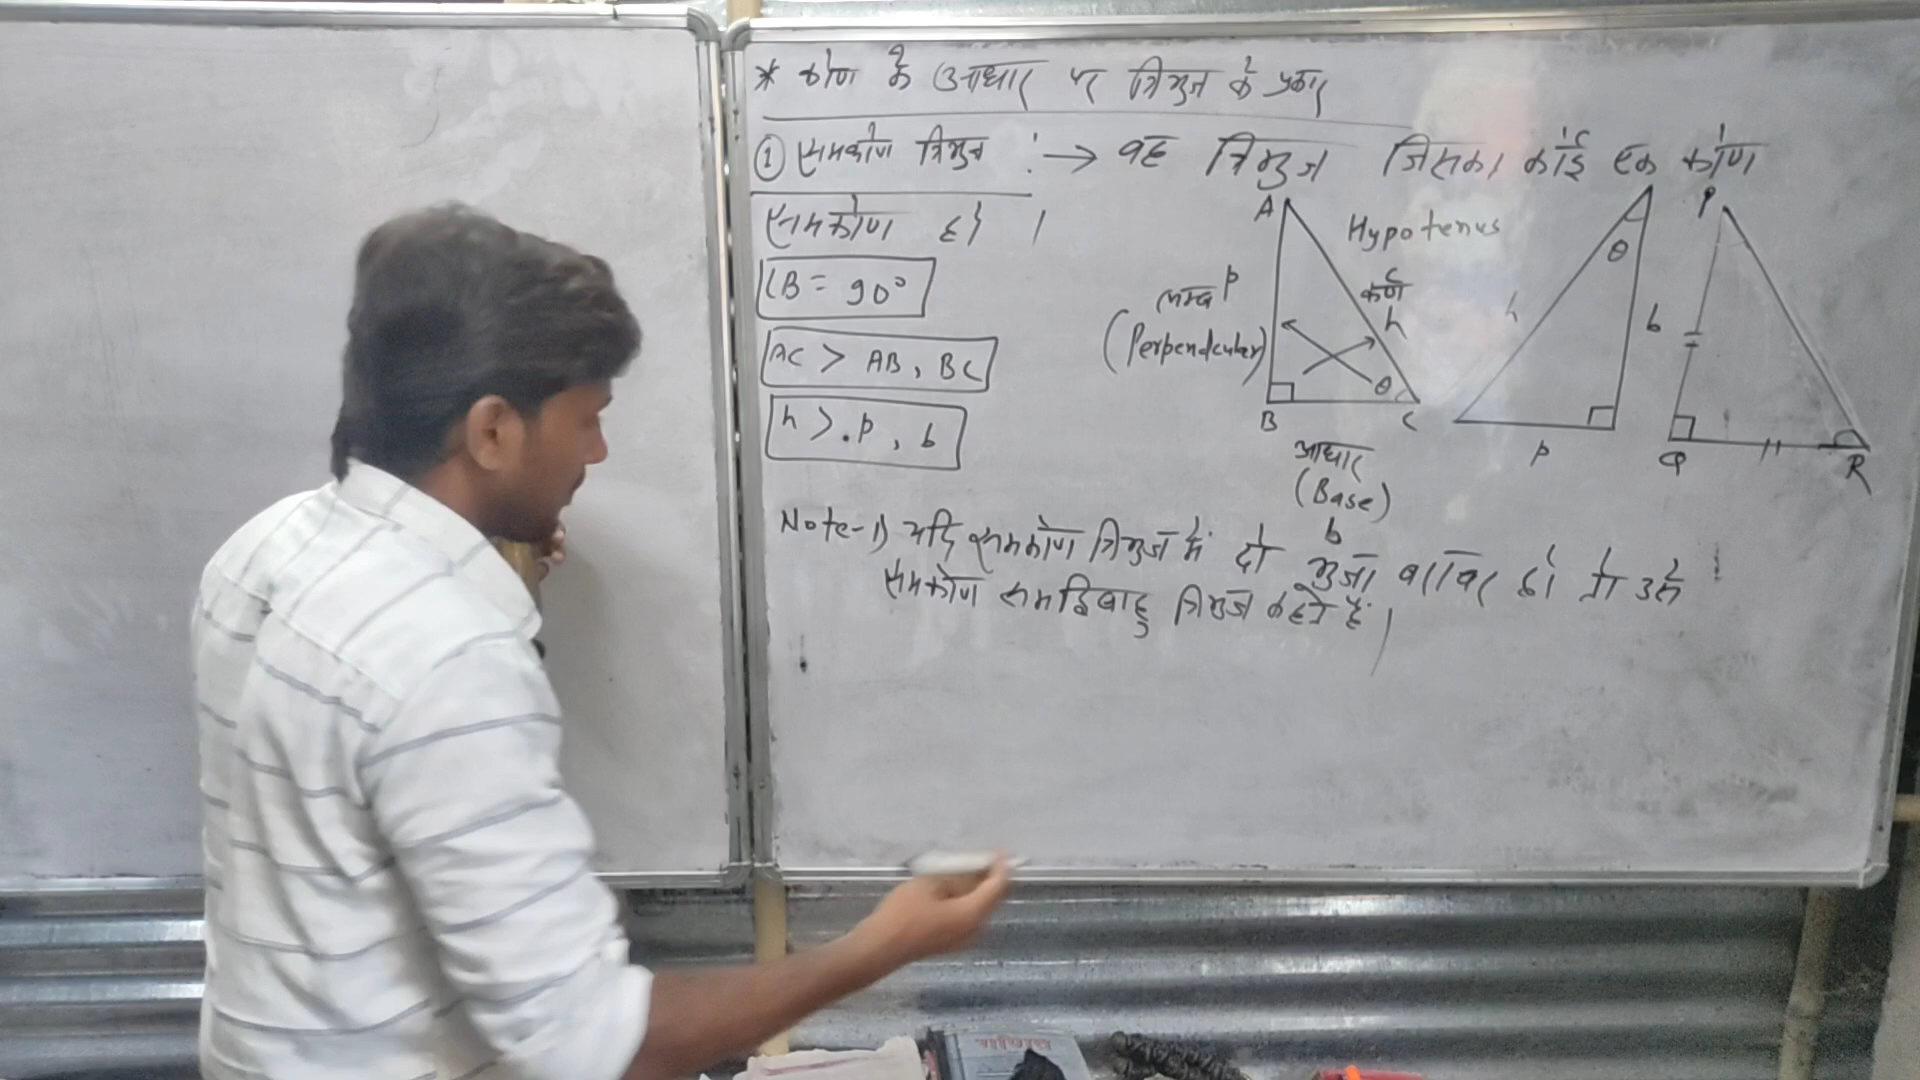 * कोण के आधार पर त्रिभुज के प्रकार
① समकोण त्रिभुज :→ वह त्रिभुज जिसका कोई एक कोण
समकोण हो ।
∠B = 90°
AC > AB, BC
h > p, b
A
Hypotenus
कर्ण
h
लम्ब p
(Perpendcular)
θ
B
C
आधार
(Base)
b
θ
h
b
p
P
Q
R
Note-1) यदि समकोण त्रिभुज में दो भुजा बराबर हो तो उसे
समकोण समद्विबाहु त्रिभुज कहते हैं।